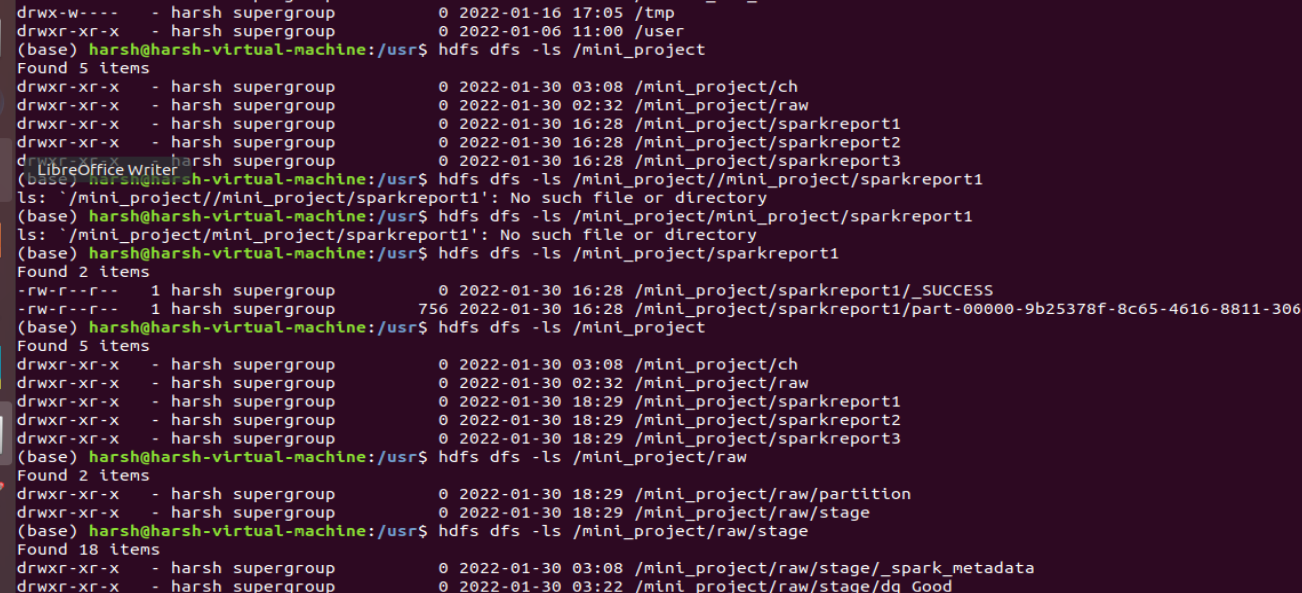 drwx-w---- - harsh supergroup 0 2022-01-16 17:05 /tmp
drwxr-xr-x - harsh supergroup 0 2022-01-06 11:00 /user
(base) harsh@harsh-virtual-machine:/usr$ hdfs dfs -ls /mini_project
Found 5 items
drwxr-xr-x - harsh supergroup 0 2022-01-30 03:08 /mini_project/ch
drwxr-xr-x - harsh supergroup 0 2022-01-30 02:32 /mini_project/raw
drwxr-xr-x - harsh supergroup 0 2022-01-30 16:28 /mini_project/sparkreport1
drwxr-xr-x - harsh supergroup 0 2022-01-30 16:28 /mini_project/sparkreport2
drwxr-xr-x - harsh supergroup 0 2022-01-30 16:28 /mini_project/sparkreport3
LibreOffice Writer
(base) harsh@harsh-virtual-machine:/usr$ hdfs dfs -ls /mini_project//mini_project/sparkreport1
ls: `/mini_project//mini_project/sparkreport1': No such file or directory
(base) harsh@harsh-virtual-machine:/usr$ hdfs dfs -ls /mini_project/mini_project/sparkreport1
ls: `/mini_project/mini_project/sparkreport1': No such file or directory
(base) harsh@harsh-virtual-machine:/usr$ hdfs dfs -ls /mini_project/sparkreport1
Found 2 items
-rw-r--r-- 1 harsh supergroup 0 2022-01-30 16:28 /mini_project/sparkreport1/_SUCCESS
-rw-r--r-- 1 harsh supergroup 756 2022-01-30 16:28 /mini_project/sparkreport1/part-00000-9b25378f-8c65-4616-8811-306
(base) harsh@harsh-virtual-machine:/usr$ hdfs dfs -ls /mini_project
Found 5 items
drwxr-xr-x - harsh supergroup 0 2022-01-30 03:08 /mini_project/ch
drwxr-xr-x - harsh supergroup 0 2022-01-30 02:32 /mini_project/raw
drwxr-xr-x - harsh supergroup 0 2022-01-30 18:29 /mini_project/sparkreport1
drwxr-xr-x - harsh supergroup 0 2022-01-30 18:29 /mini_project/sparkreport2
drwxr-xr-x - harsh supergroup 0 2022-01-30 18:29 /mini_project/sparkreport3
(base) harsh@harsh-virtual-machine:/usr$ hdfs dfs -ls /mini_project/raw
Found 2 items
drwxr-xr-x - harsh supergroup 0 2022-01-30 18:29 /mini_project/raw/partition
drwxr-xr-x - harsh supergroup 0 2022-01-30 18:29 /mini_project/raw/stage
(base) harsh@harsh-virtual-machine:/usr$ hdfs dfs -ls /mini_project/raw/stage
Found 18 items
drwxr-xr-x - harsh supergroup 0 2022-01-30 03:08 /mini_project/raw/stage/_spark_metadata
drwxr-xr-x - harsh supergroup 0 2022-01-30 03:22 /mini_project/raw/stage/dq_Good